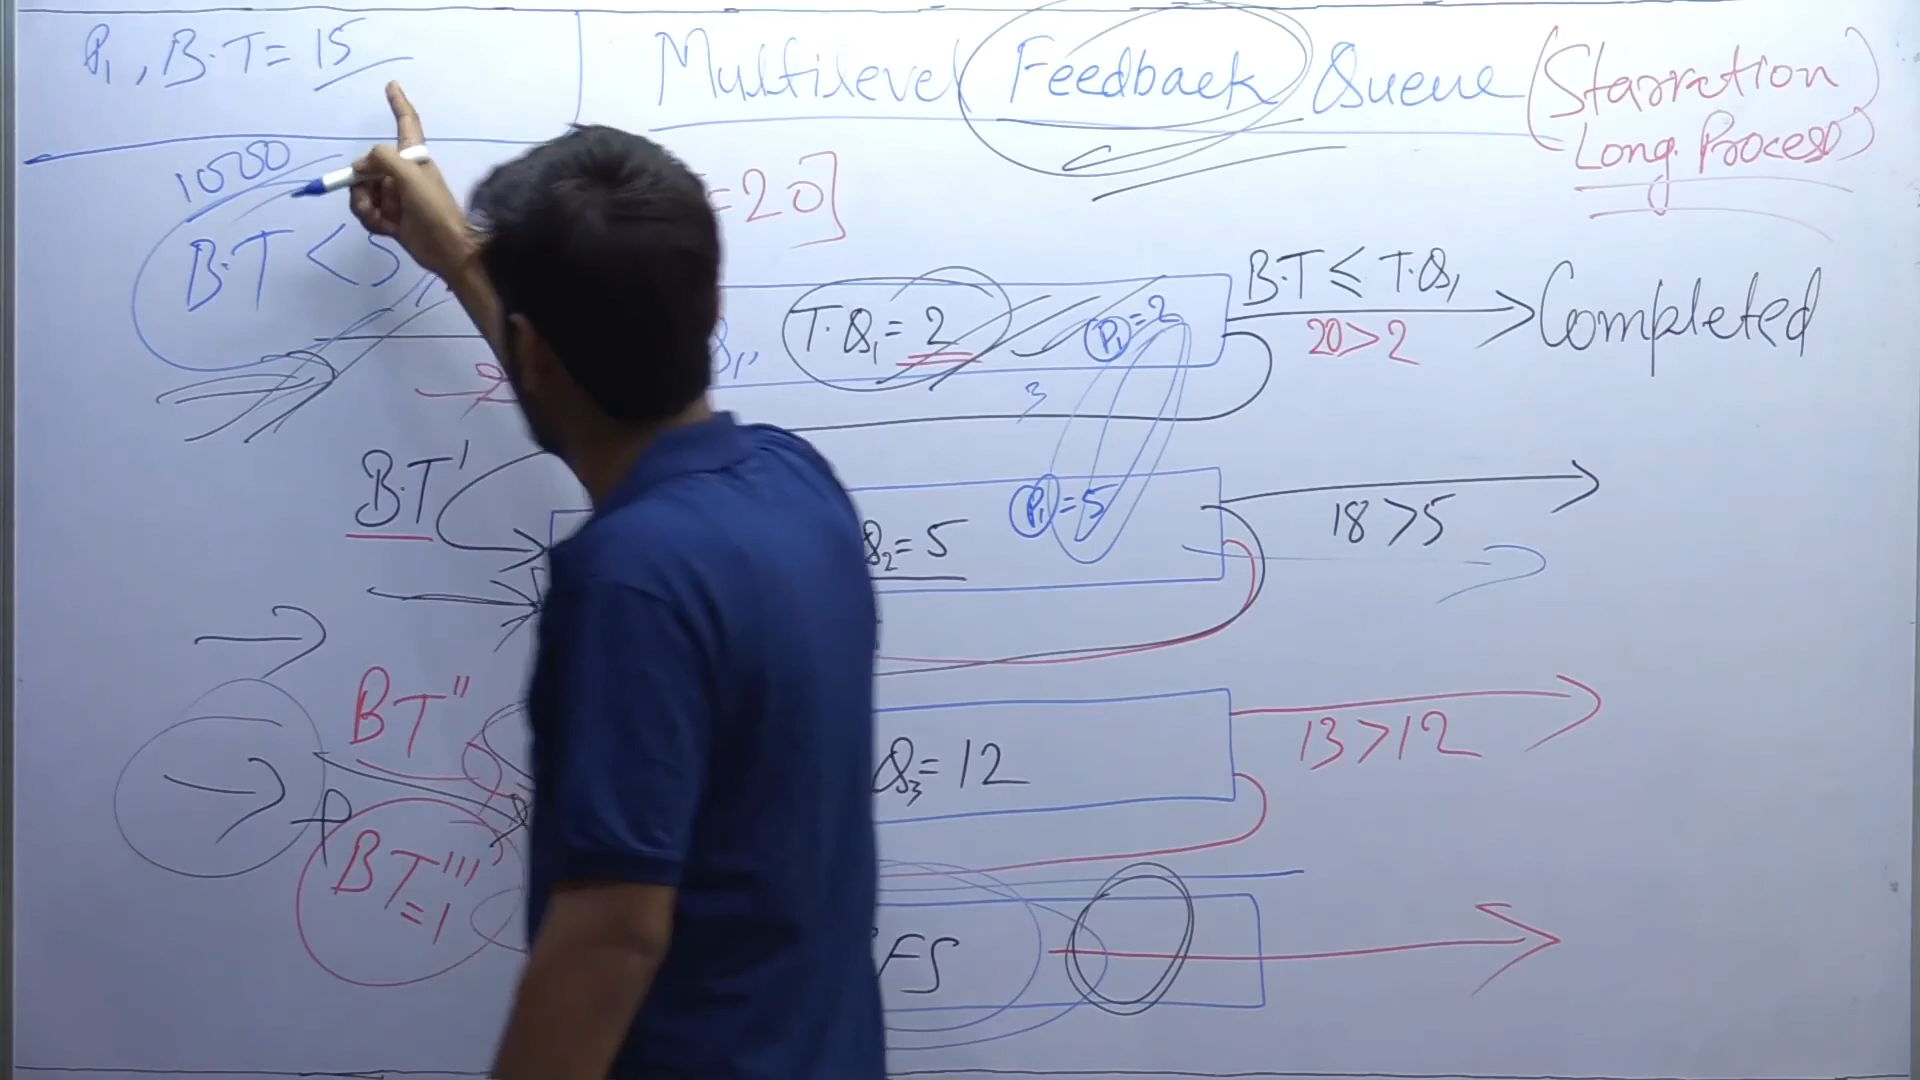 P₁, B.T = 15
Multilevel Feedback Queue (Starvation
Long Process)
1000
=20]
B.T < 5
T.Q₁ = 2
P₁ = 2
B.T ≤ T.Q₁
Completed
20>2
3
B.T'
Q₂ = 5
P₁ = 5
18>5
BT''
Q₃ = 12
13>12
P
BT'''
=1
FS